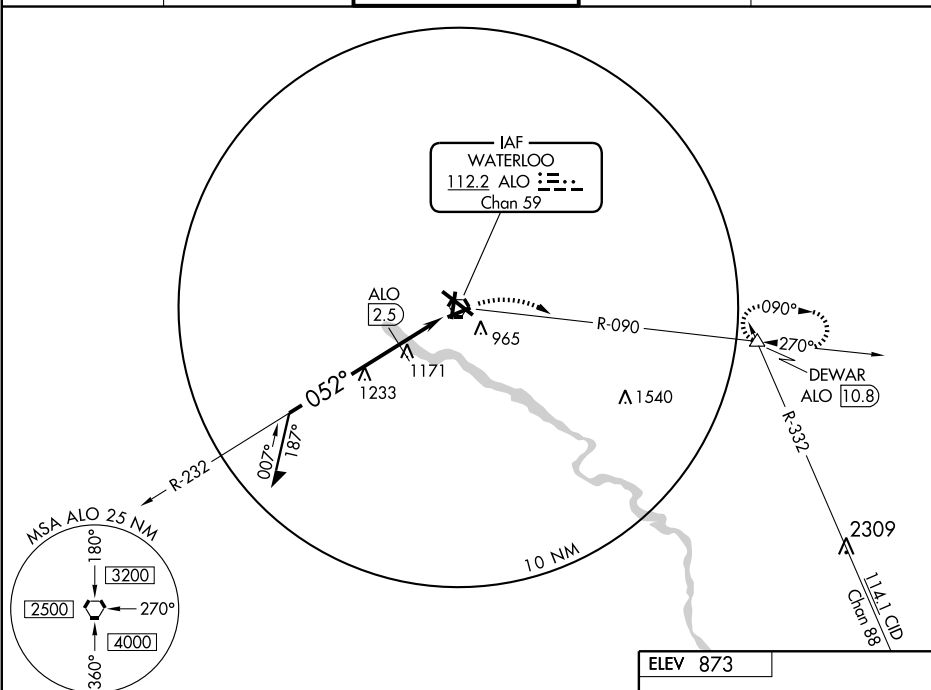 IAF
WATERLOO
112.2 ALO
Chan 59
ALO
2.5
965
R-090
090°
270°
DEWAR
ALO 10.8
1171
1233
052°
1540
007°
187°
R-232
R-332
MSA ALO 25 NM
180°
3200
2500
270°
4000
360°
10 NM
2309
114.1 CID
Chan 88
ELEV 873